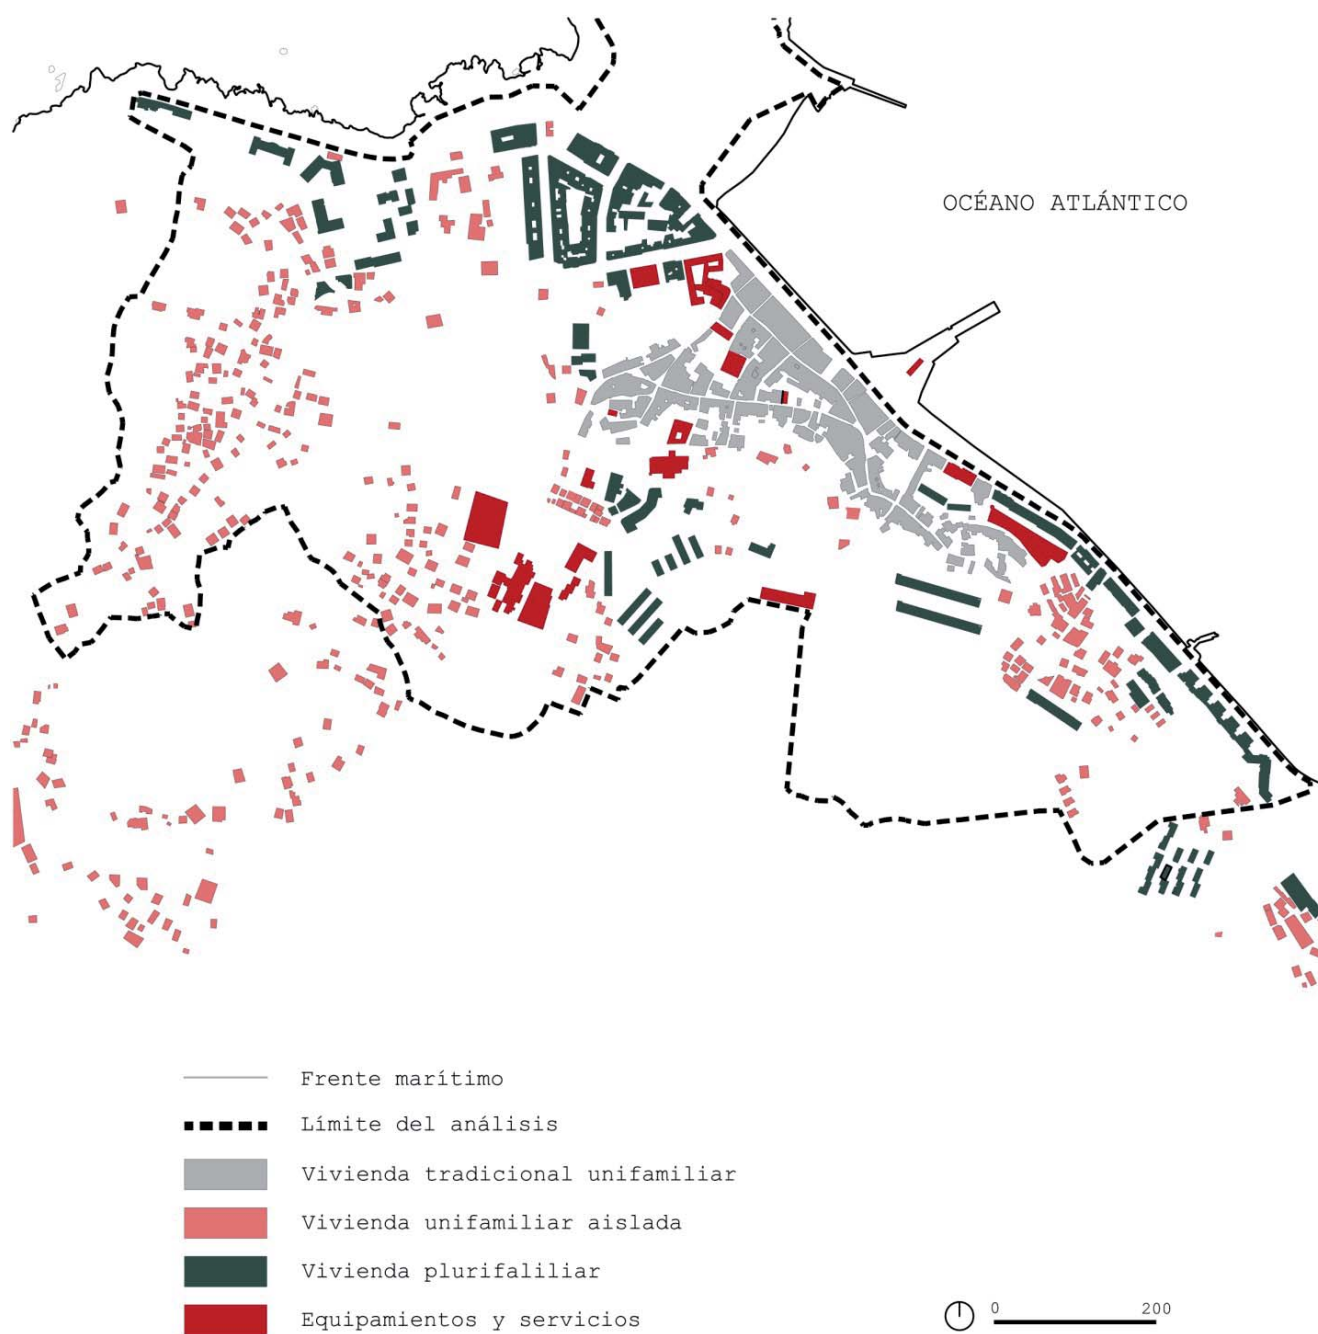 OCÉANO ATLÁNTICO
Frente marítimo
Límite del análisis
Vivienda tradicional unifamiliar
Vivienda unifamiliar aislada
Vivienda plurifaliliar
Equipamientos y servicios
0 200